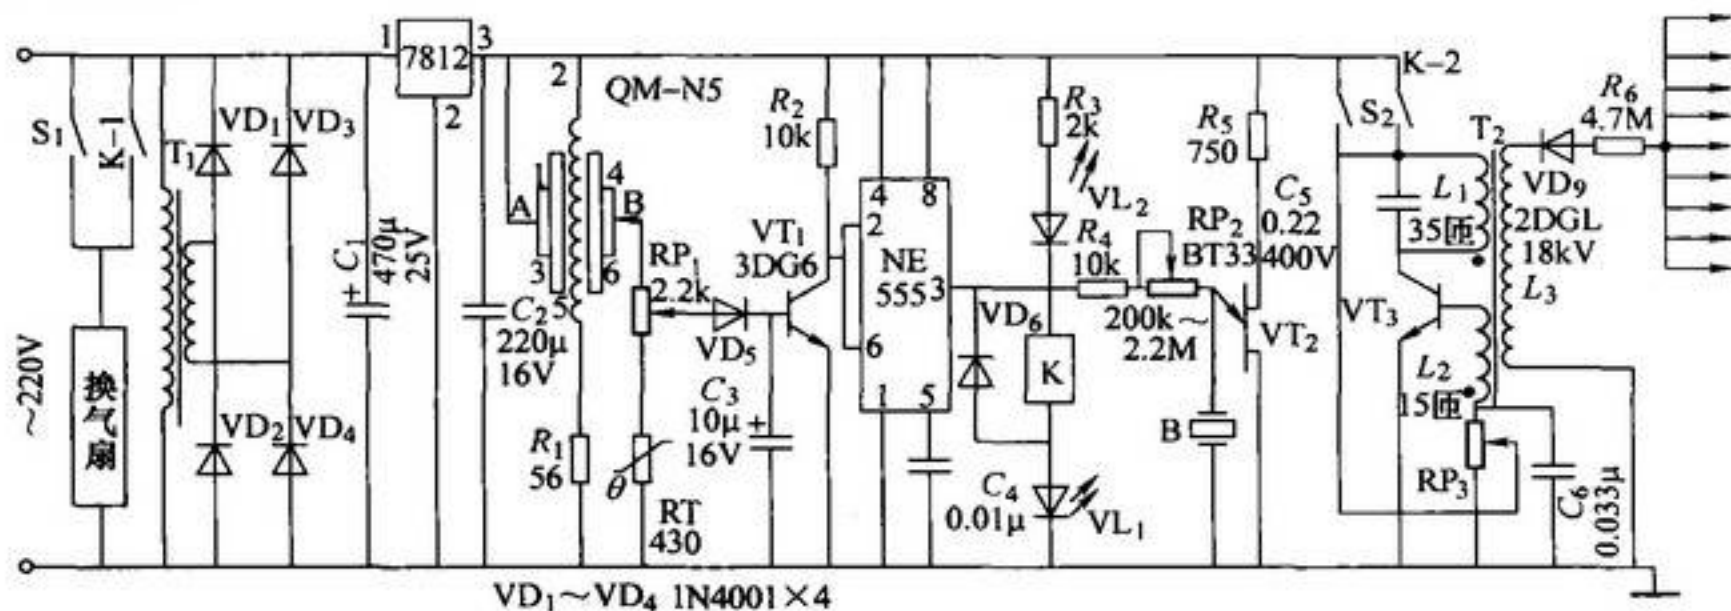 ~220V
S₁
K-1
换气扇
T₁
VD₁
VD₃
VD₂
VD₄
C₁
470μ
25V
+
1
7812
3
2
C₂
220μ
16V
2
QM-N5
A
1
3
4
B
6
5
R₁
56
RP₁
2.2k
θ
RT
430
VD₅
C₃
10μ
+
16V
R₂
10k
VT₁
3DG6
4
8
2
NE
555
3
6
1
5
C₄
0.01μ
R₃
2k
VL₂
VD₆
K
VL₁
R₄
10k
RP₂
BT33
200k~
2.2M
R₅
750
C₅
0.22
400V
VT₂
B
K-2
S₂
T₂
L₁
35匝
VT₃
L₂
15匝
RP₃
C₆
0.033μ
VD₉
2DGL
18kV
L₃
R₆
4.7M
VD₁~VD₄ 1N4001×4